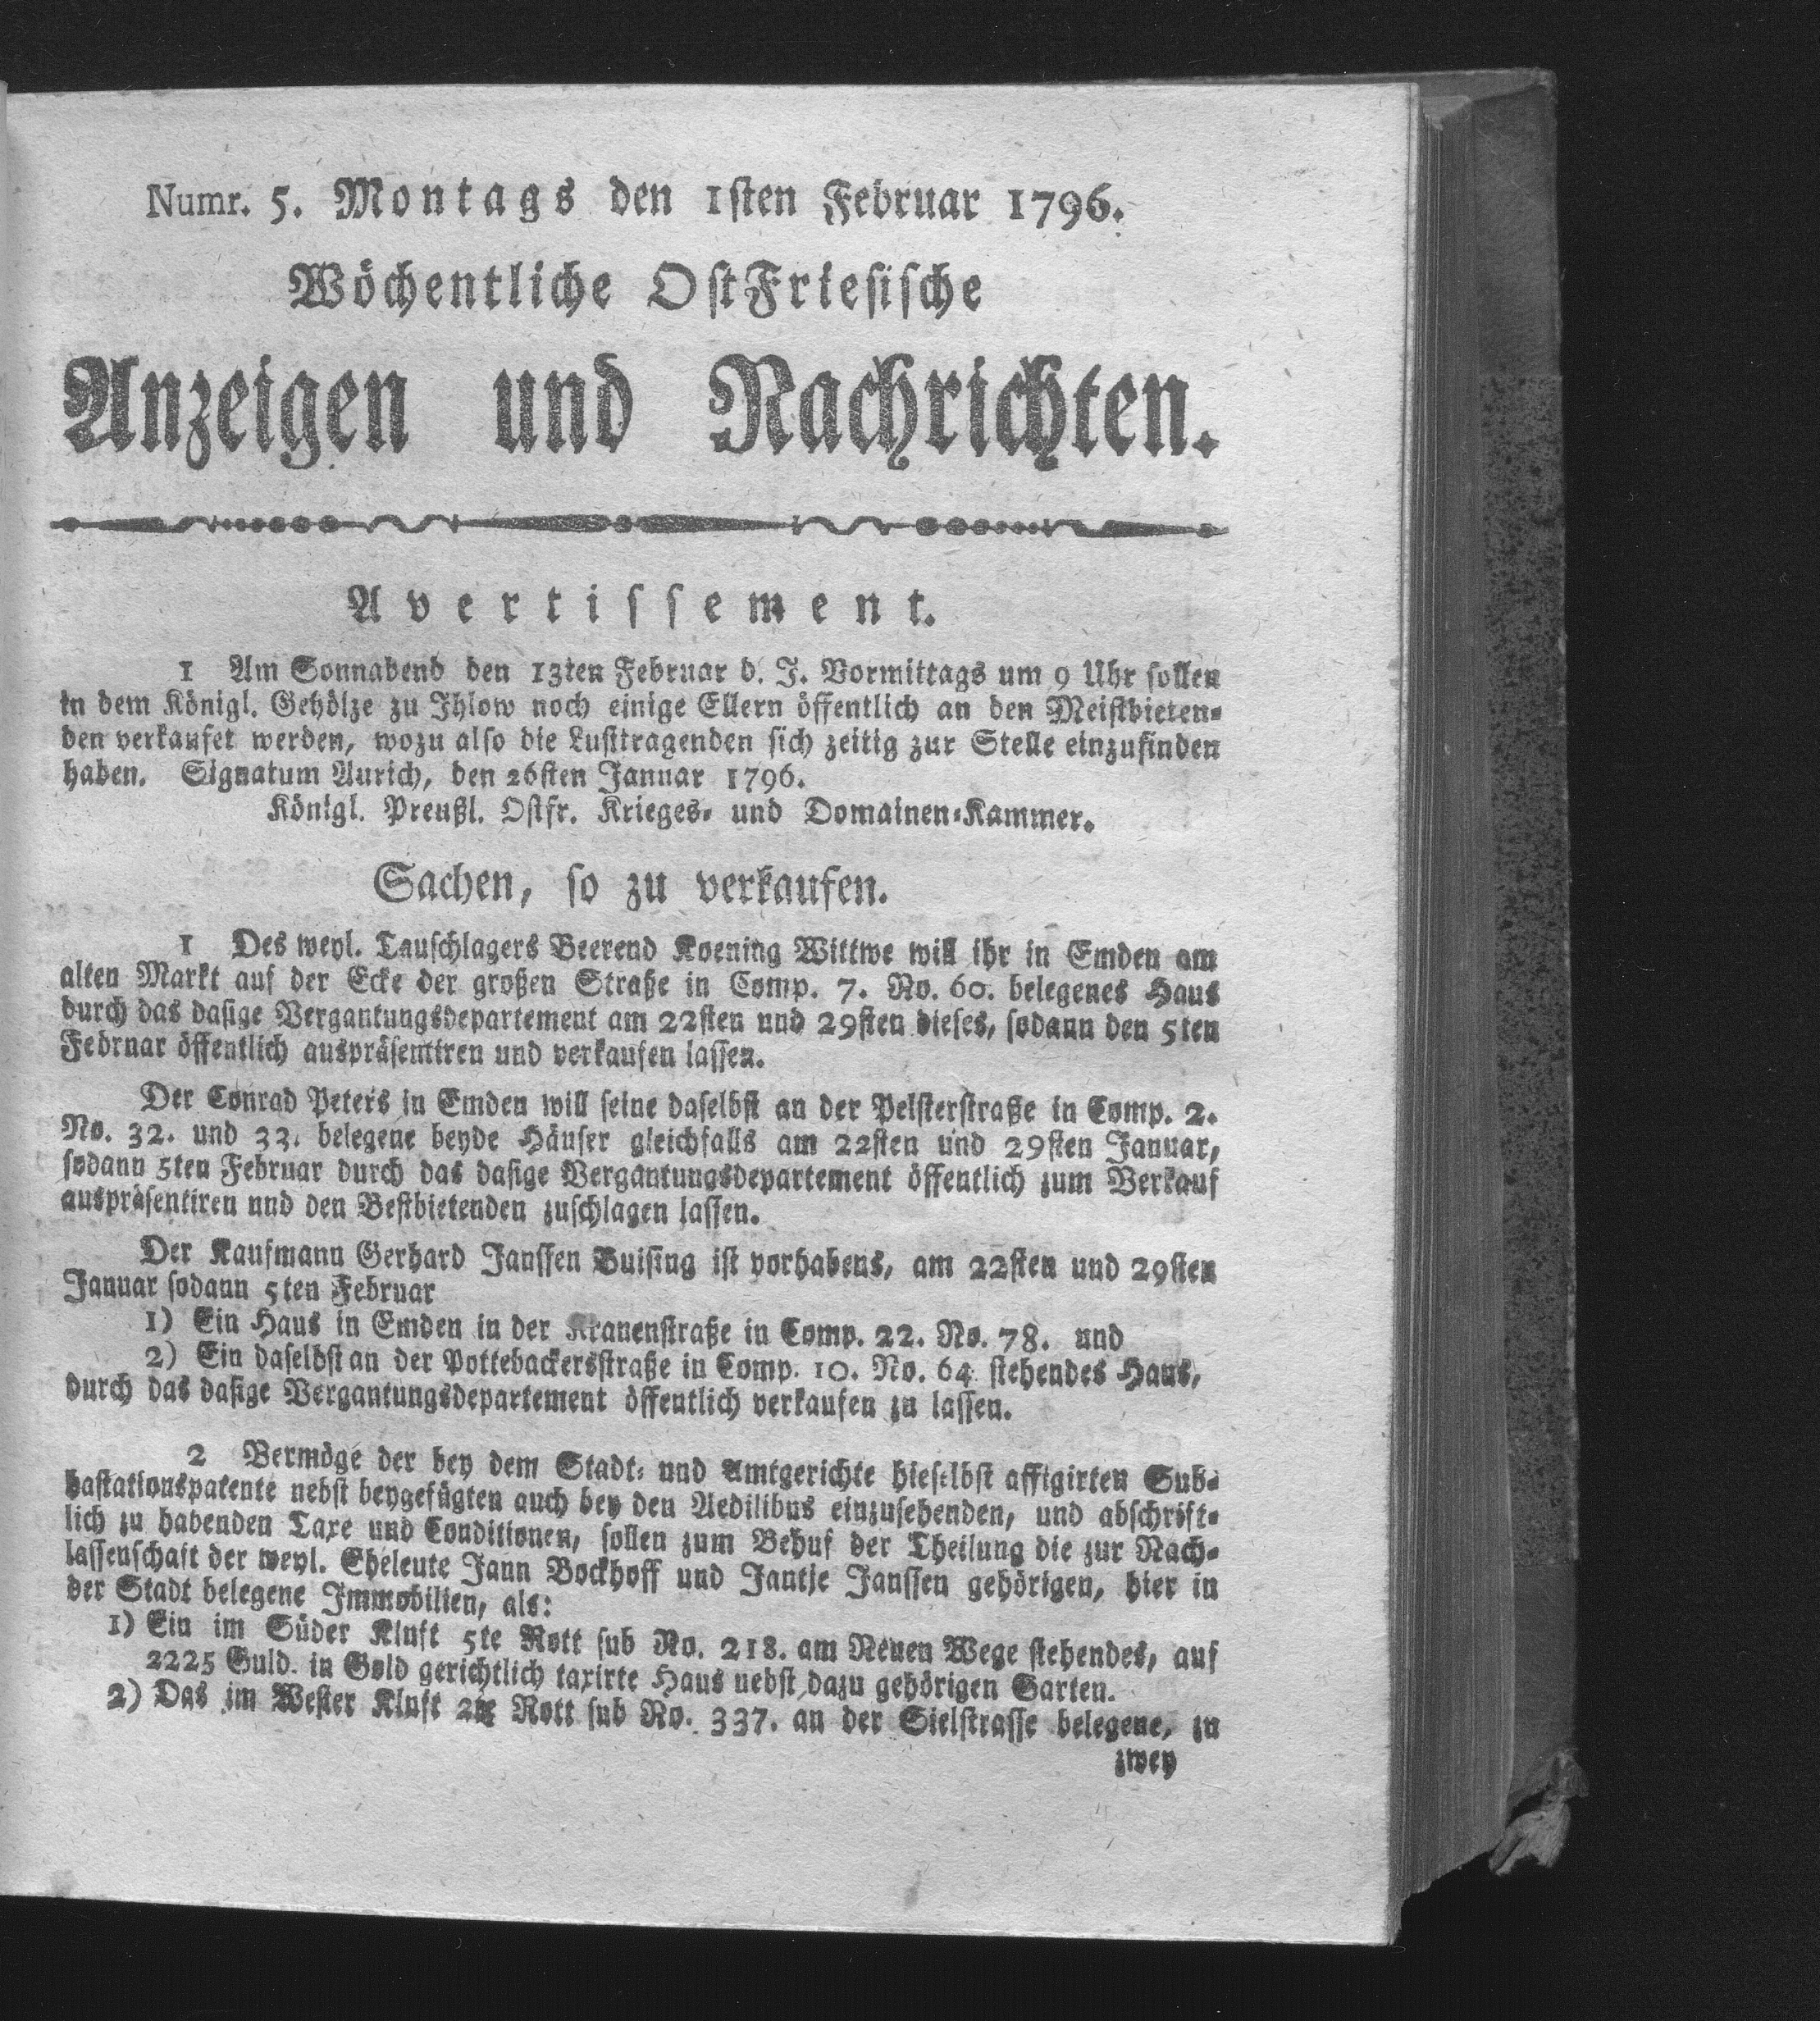 Numr. 5. Montags den 1sten Februar 1796.
Wöchentliche OstFriesische
Anzeigen und Nachrichten.
Avertissement.
1 Am Sonnabend den 13ten Februar d. J. Vormittags um 9 Uhr sollen
in dem Königl. Gehölze zu Ihlow noch einige Ellern öffentlich an den Meistbieten-
den verkaufet werden, wozu also die Lusttragenden sich zeitig zur Stelle einzufinden
haben. Signatum Aurich, den 26sten Januar 1796.
Königl. Preußl. Ostfr. Krieges- und Domainen-Kammer.
Sachen, so zu verkaufen.
1 Des weyl. Tauschlagers Beerend Koening Wittwe will ihr in Emden am
alten Markt auf der Ecke der großen Straße in Comp. 7. No. 60. belegenes Haus
durch das dasige Vergantungsdepartement am 22sten und 29sten dieses, sodann den 5ten
Februar öffentlich auspräsentiren und verkaufen lassen.
Der Conrad Peters in Emden will seine daselbst an der Pelsterstraße in Comp. 2.
No. 32. und 33. belegene beyde Häuser gleichfalls am 22sten und 29sten Januar,
sodann 5ten Februar durch das dasige Vergantungsdepartement öffentlich zum Verkauf
auspräsentiren und den Bestbietenden zuschlagen lassen.
Der Kaufmann Gerhard Janssen Buising ist vorhabens, am 22sten und 29sten
Januar sodann 5ten Februar
1) Ein Haus in Emden in der Kranenstraße in Comp. 22. No. 78. und
2) Ein daselbst an der Pottebackersstraße in Comp. 10. No. 64 stehendes Haus,
durch das dasige Vergantungsdepartement öffentlich verkaufen zu lassen.
2 Vermöge der bey dem Stadt- und Amtgerichte hieselbst affigirten Sub-
hastationspatente nebst beygefügten auch bey den Aedilibus einzusehenden, und abschrift-
lich zu habenden Taxe und Conditionen, sollen zum Behuf der Theilung die zur Nach-
lassenschaft der weyl. Eheleute Jann Bockhoff und Jantje Janssen gehörigen, hier in
der Stadt belegene Immobilien, als:
1) Ein im Süder Kluft 5te Rott sub No. 218. am Neuen Wege stehendes, auf
2225 Guld. in Gold gerichtlich taxirte Haus nebst dazu gehörigen Garten.
2) Das im Wester Kluft 2te Rott sub No. 337. an der Sielstrasse belegene, zu
zwey